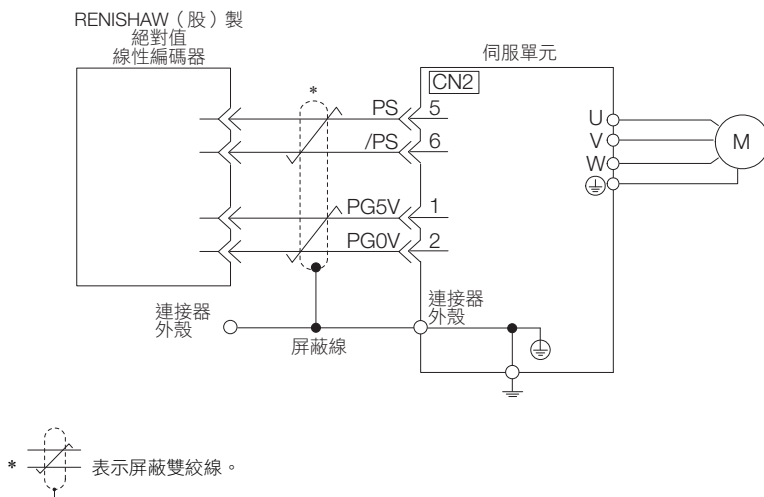 RENISHAW（股）製
絕對值
線性編碼器
伺服單元
*
CN2
PS 5
/PS 6
PG5V 1
PG0V 2
U
V
W
M
連接器
外殼
連接器
外殼
屏蔽線
* 表示屏蔽雙絞線。